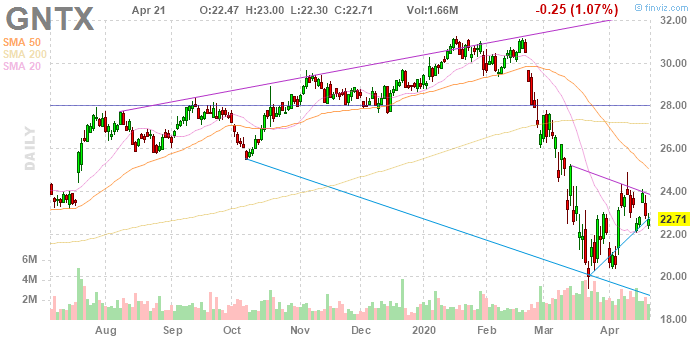 GNTX Apr 21 O:22.47 H:23.00 L:22.30 C:22.71 Vol:1.66M -0.25 (1.07%) © finviz.com
SMA 50
SMA 200
SMA 20
DAILY
32.00
30.00
28.00
26.00
24.00
22.71
22.00
20.00
18.00
6M
4M
2M
Aug Sep Oct Nov Dec 2020 Feb Mar Apr